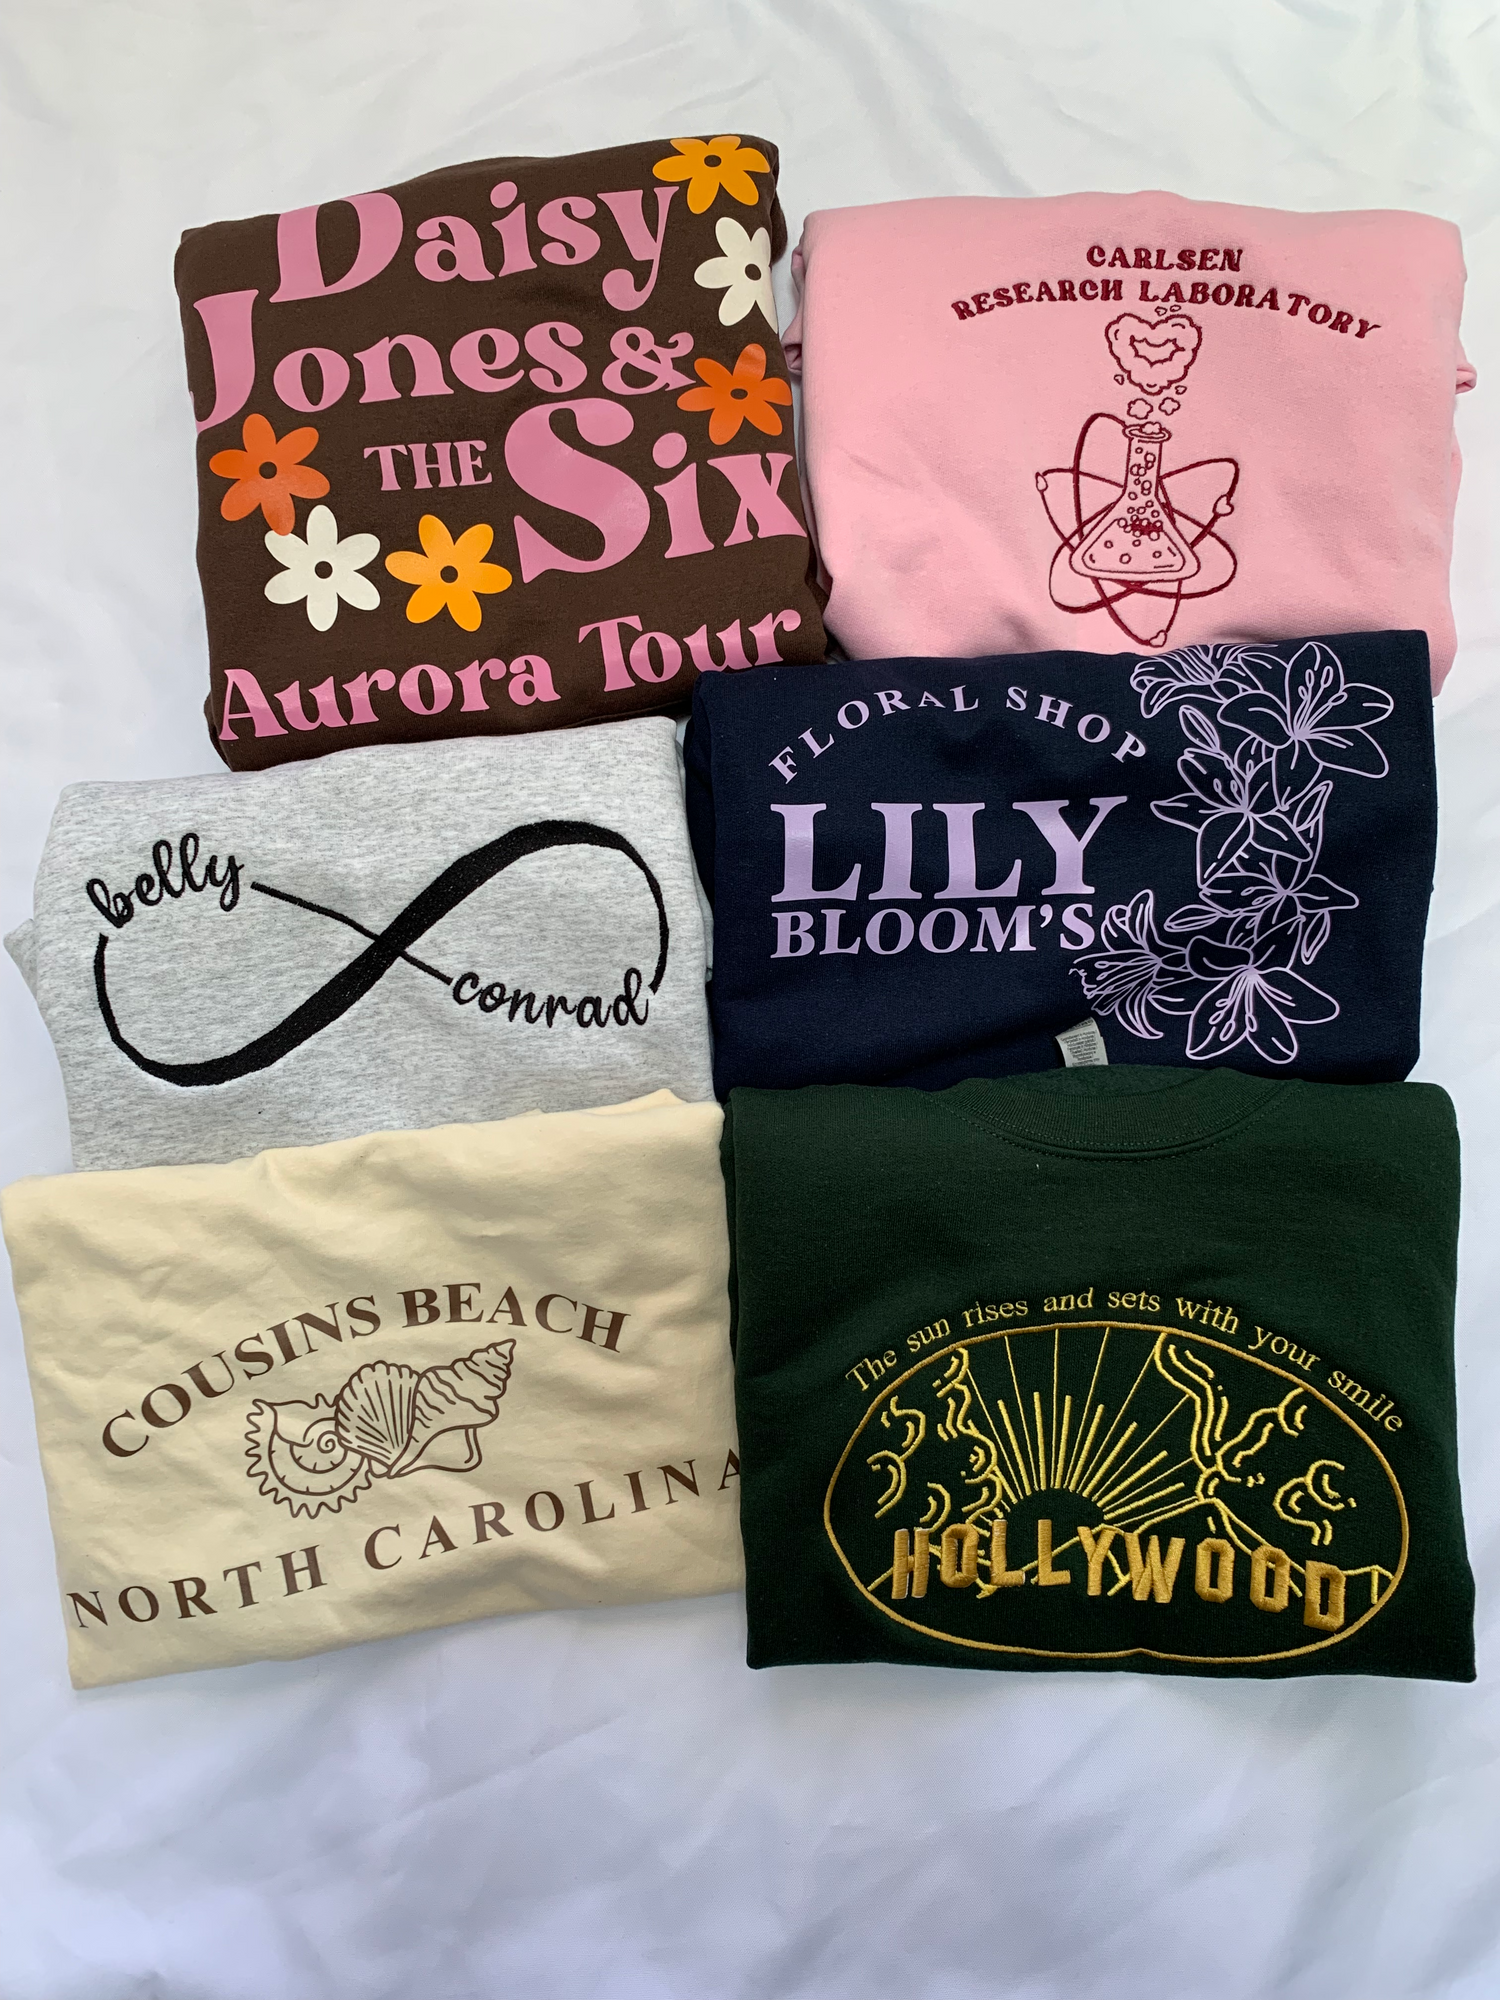 Daisy
Jones &
THE Six
Aurora Tour
CARLSEN
RESEARCH LABORATORY
belly
conrad
FLORAL SHOP
LILY
BLOOM'S
COUSINS BEACH
NORTH CAROLINA
The sun rises and sets with your smile
HOLLYWOOD